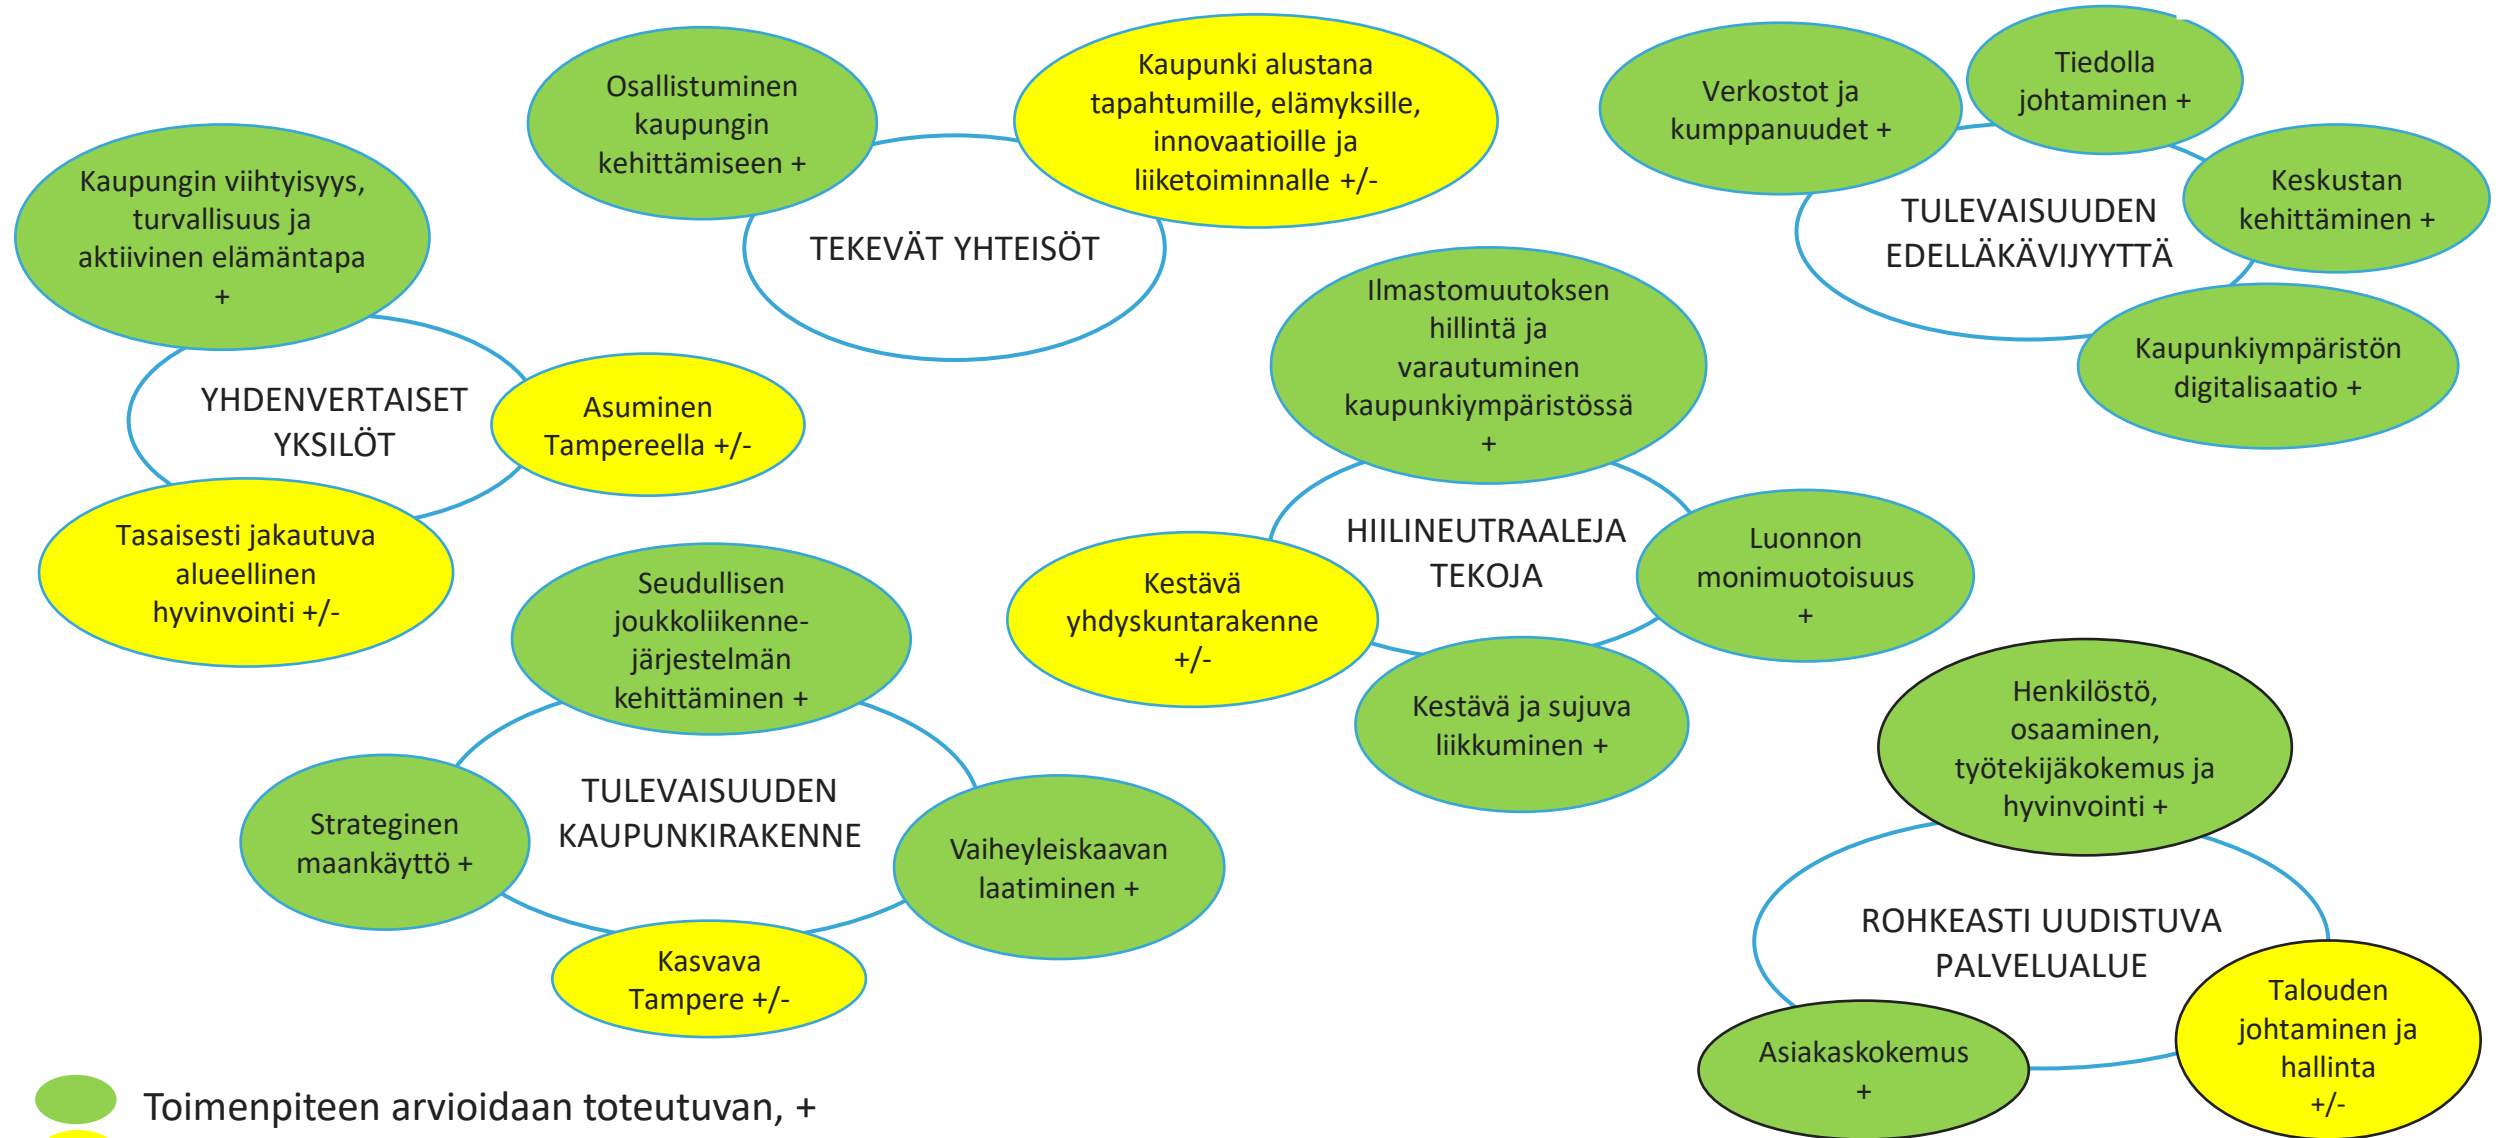 Osallistuminen
kaupungin
kehittämiseen +
Kaupunki alustana
tapahtumille, elämyksille,
innovaatioille ja
liiketoiminnalle +/-
TEKEVÄT YHTEISÖT
Verkostot ja
kumppanuudet +
Tiedolla
johtaminen +
Keskustan
kehittäminen +
Kaupunkiympäristön
digitalisaatio +
TULEVAISUUDEN
EDELLÄKÄVIJYYTTÄ
Kaupungin viihtyisyys,
turvallisuus ja
aktiivinen elämäntapa
+
YHDENVERTAISET
YKSILÖT
Asuminen
Tampereella +/-
Tasaisesti jakautuva
alueellinen
hyvinvointi +/-
Ilmastomuutoksen
hillintä ja
varautuminen
kaupunkiympäristössä
+
HIILINEUTRAALEJA
TEKOJA
Luonnon
monimuotoisuus
+
Kestävä
yhdyskuntarakenne
+/-
Kestävä ja sujuva
liikkuminen +
Seudullisen
joukkoliikenne-
järjestelmän
kehittäminen +
TULEVAISUUDEN
KAUPUNKIRAKENNE
Strateginen
maankäyttö +
Vaiheyleiskaavan
laatiminen +
Kasvava
Tampere +/-
Henkilöstö,
osaaminen,
työtekijäkokemus ja
hyvinvointi +
ROHKEASTI UUDISTUVA
PALVELUALUE
Asiakaskokemus
+
Talouden
johtaminen ja
hallinta
+/-
Toimenpiteen arvioidaan toteutuvan, +